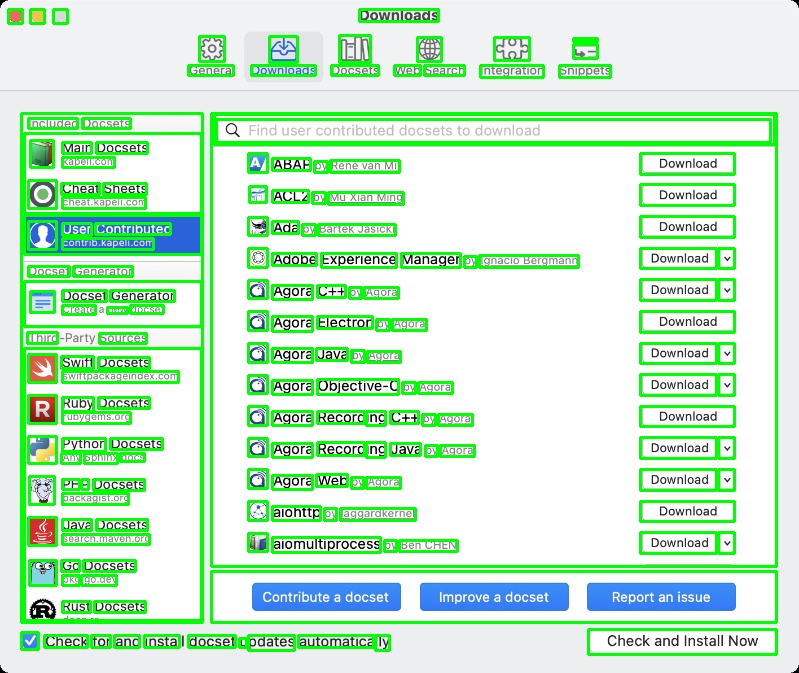 Downloads
General Downloads Docsets Web Search Integration Snippets
Included Docsets
Main Docsets
kapeli.com
Cheat Sheets
cheat.kapeli.com
User Contributed
contrib.kapeli.com
Docset Generator
Docset Generator
Create a new docset
Third-Party Sources
Swift Docsets
swiftpackageindex.com
Ruby Docsets
rubygems.org
Python Docsets
Any Sphinx docs
PHP Docsets
packagist.org
Java Docsets
search.maven.org
Go Docsets
pkg.go.dev
Rust Docsets
Find user contributed docsets to download
ABAP by René van Mil Download
ACL2 by Mu Xian Ming Download
Ada by Bartek Jasicki Download
Adobe Experience Manager by Ignacio Bergmann Download
Agora C++ by Agora Download
Agora Electron by Agora Download
Agora Java by Agora Download
Agora Objective-C by Agora Download
Agora Recording C++ by Agora Download
Agora Recording Java by Agora Download
Agora Web by Agora Download
aiohttp by jaggardkerne Download
aiomultiprocess by Ben CHEN Download
Contribute a docset Improve a docset Report an issue
Check for and install docset updates automatically
Check and Install Now